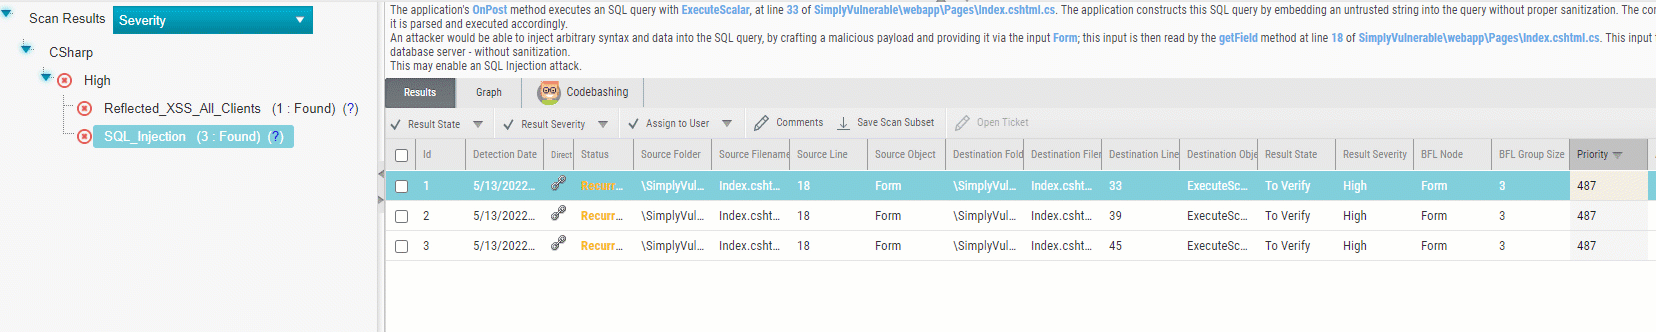 Scan Results
Severity
CSharp
High
Reflected_XSS_All_Clients (1 : Found) (?)
SQL_Injection (3 : Found) (?)
The application's OnPost method executes an SQL query with ExecuteScalar, at line 33 of SimplyVulnerable\webapp\Pages\Index.cshtml.cs. The application constructs this SQL query by embedding an untrusted string into the query without proper sanitization. The co
it is parsed and executed accordingly.
An attacker would be able to inject arbitrary syntax and data into the SQL query, by crafting a malicious payload and providing it via the input Form; this input is then read by the getField method at line 18 of SimplyVulnerable\webapp\Pages\Index.cshtml.cs. This input
database server - without sanitization.
This may enable an SQL Injection attack.
Results Graph Codebashing
Result State Result Severity Assign to User Comments Save Scan Subset Open Ticket
Id Detection Date Direct Status Source Folder Source Filename Source Line Source Object Destination Fold Destination Filen Destination Line Destination Obje Result State Result Severity BFL Node BFL Group Size Priority
1 5/13/2022... Recurr... \SimplyVul... Index.csht... 18 Form \SimplyVul... Index.csht... 33 ExecuteSc... To Verify High Form 3 487
2 5/13/2022... Recurr... \SimplyVul... Index.csht... 18 Form \SimplyVul... Index.csht... 39 ExecuteSc... To Verify High Form 3 487
3 5/13/2022... Recurr... \SimplyVul... Index.csht... 18 Form \SimplyVul... Index.csht... 45 ExecuteSc... To Verify High Form 3 487